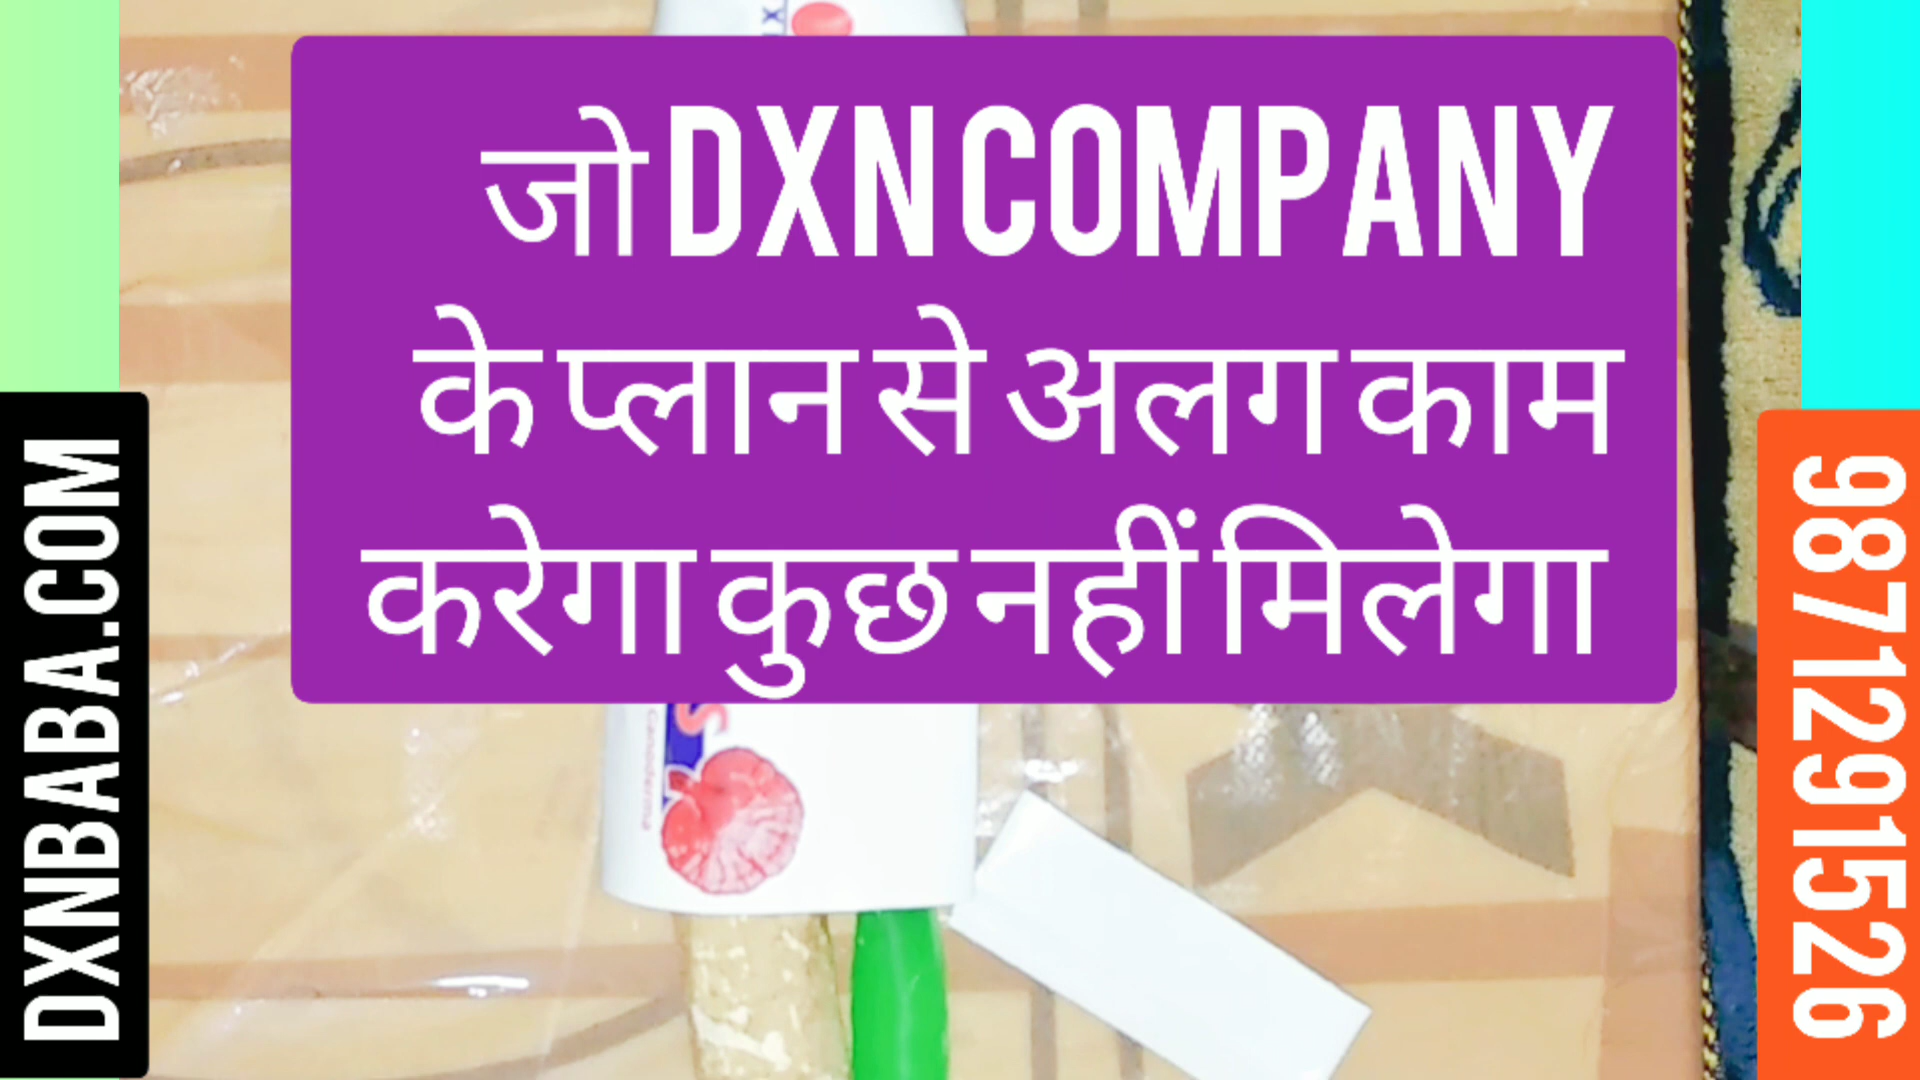 जो DXN COMPANY
के प्लान से अलग काम
करेगा कुछ नहीं मिलेगा
DXNBABA.COM
9871291526